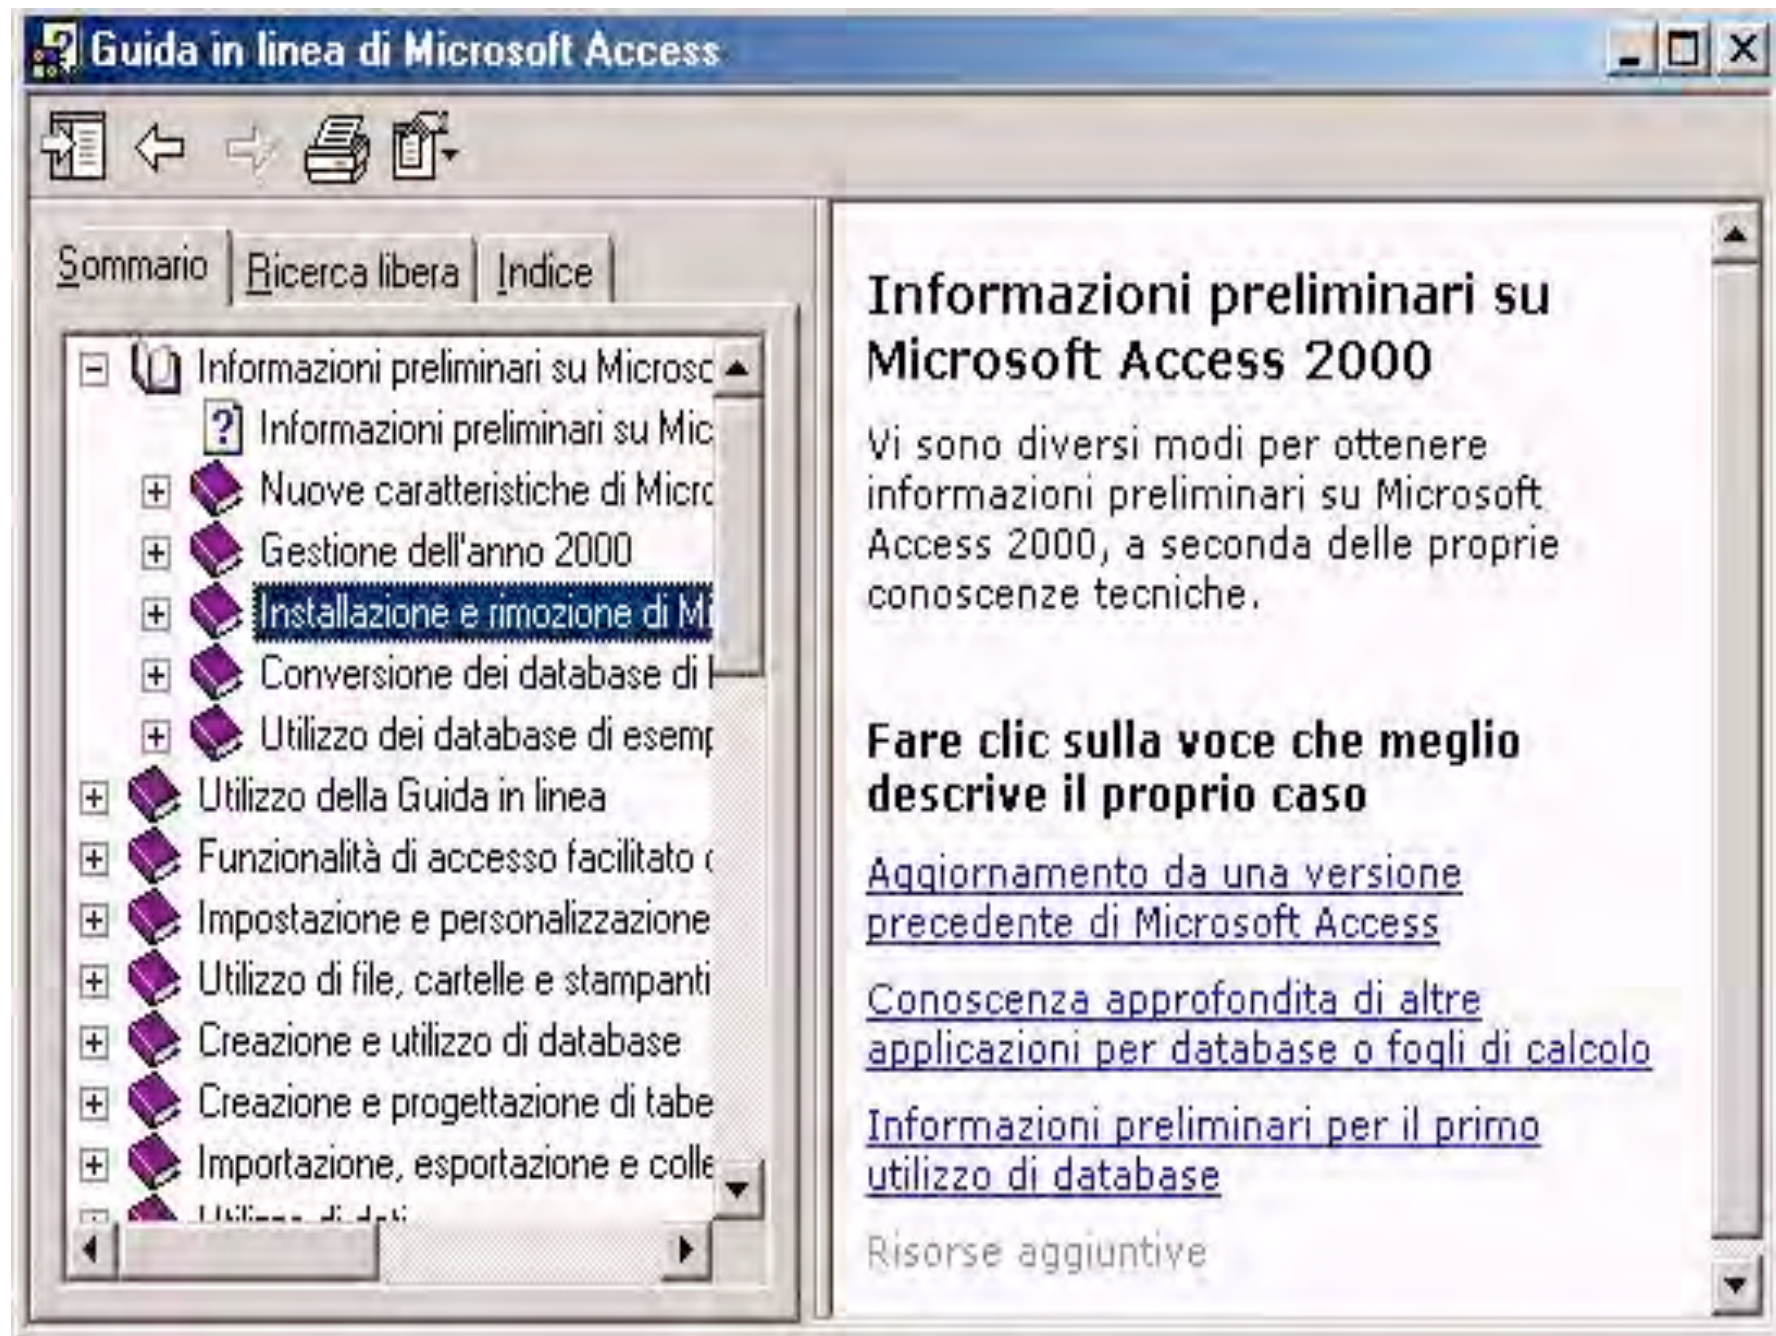 Guida in linea di Microsoft Access
Sommario
Ricerca libera
Indice
Informazioni preliminari su Microsc
Informazioni preliminari su Mic
Nuove caratteristiche di Micro
Gestione dell'anno 2000
Installazione e rimozione di Mi
Conversione dei database di
Utilizzo dei database di esemp
Utilizzo della Guida in linea
Funzionalità di accesso facilitato
Impostazione e personalizzazione
Utilizzo di file, cartelle e stampanti
Creazione e utilizzo di database
Creazione e progettazione di tabe
Importazione, esportazione e colle
Utilizzo di dati
Informazioni preliminari su
Microsoft Access 2000
Vi sono diversi modi per ottenere
informazioni preliminari su Microsoft
Access 2000, a seconda delle proprie
conoscenze tecniche.
Fare clic sulla voce che meglio
descrive il proprio caso
Aggiornamento da una versione
precedente di Microsoft Access
Conoscenza approfondita di altre
applicazioni per database o fogli di calcolo
Informazioni preliminari per il primo
utilizzo di database
Risorse aggiuntive